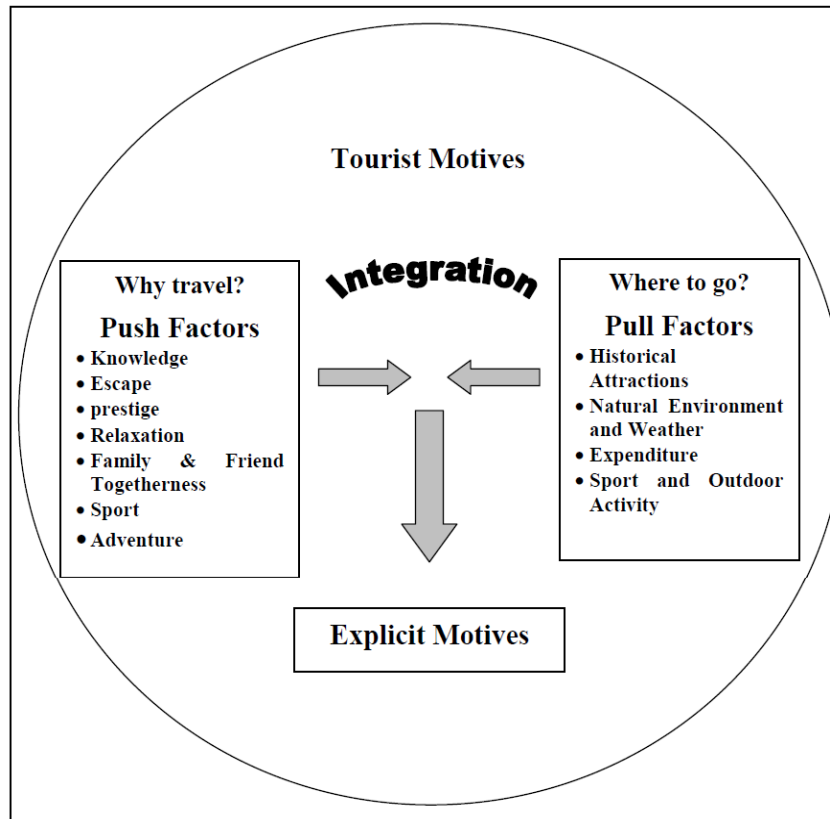 Tourist Motives
Integration
Why travel?
Push Factors
• Knowledge
• Escape
• prestige
• Relaxation
• Family & Friend
Togetherness
• Sport
• Adventure
Where to go?
Pull Factors
• Historical
Attractions
• Natural Environment
and Weather
• Expenditure
• Sport and Outdoor
Activity
Explicit Motives